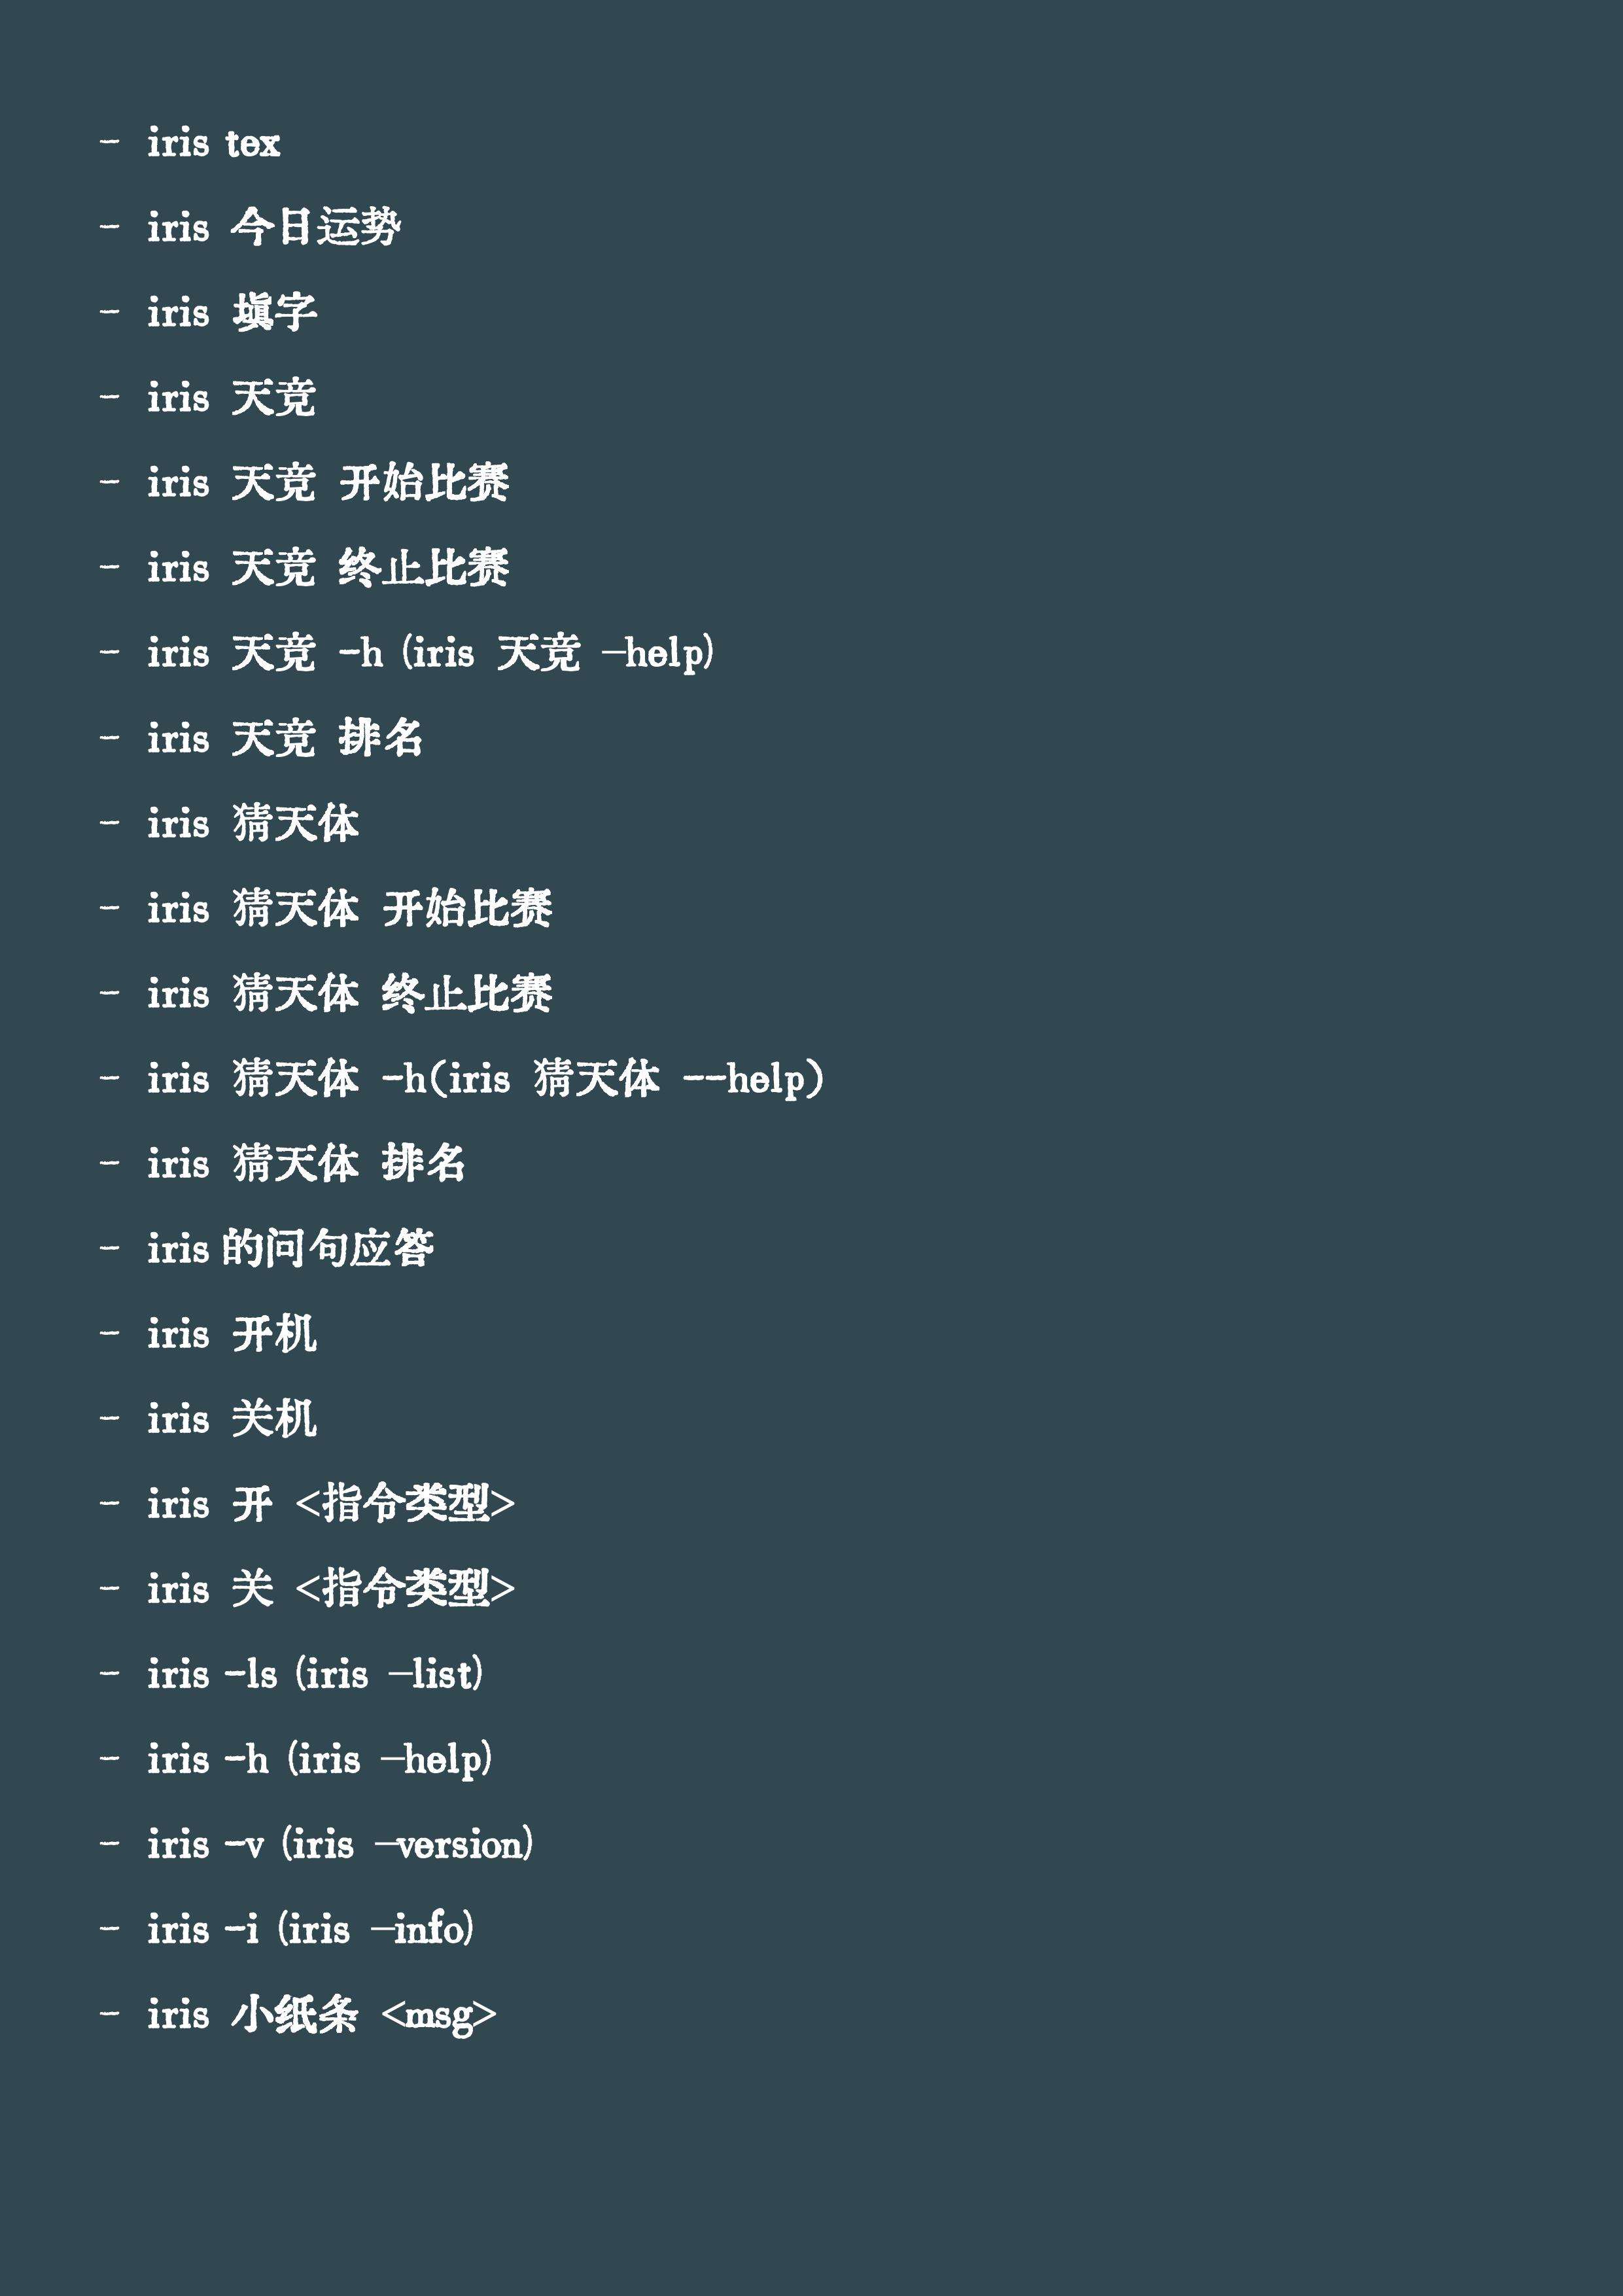 - iris tex
- iris 今日运势
- iris 填字
- iris 天竞
- iris 天竞 开始比赛
- iris 天竞 终止比赛
- iris 天竞 -h (iris 天竞 –help)
- iris 天竞 排名
- iris 猜天体
- iris 猜天体 开始比赛
- iris 猜天体 终止比赛
- iris 猜天体 -h(iris 猜天体 --help)
- iris 猜天体 排名
- iris的问句应答
- iris 开机
- iris 关机
- iris 开 <指令类型>
- iris 关 <指令类型>
- iris -ls (iris –list)
- iris -h (iris –help)
- iris -v (iris –version)
- iris -i (iris –info)
- iris 小纸条 <msg>